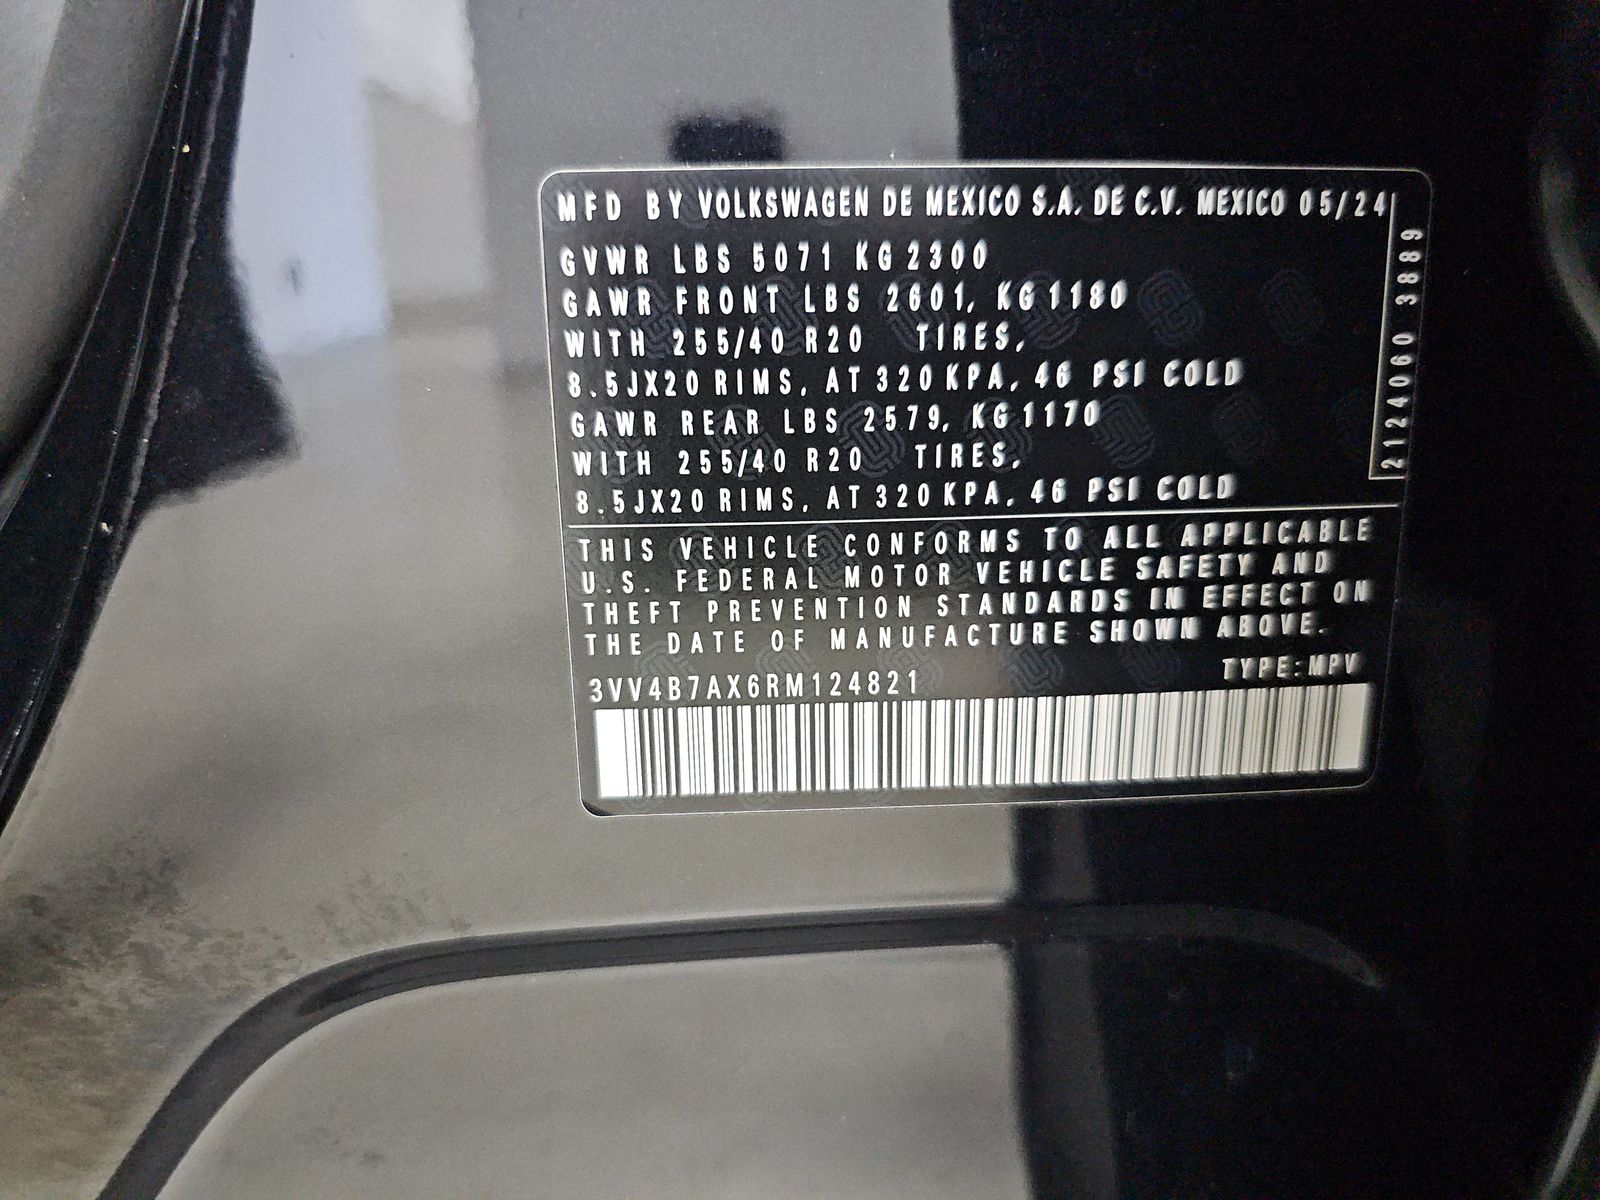 MFD BY VOLKSWAGEN DE MEXICO S.A. DE C.V. MEXICO 05/24
GVWR LBS 5071 KG 2300
GAWR FRONT LBS 2601, KG 1180
WITH 255/40 R20 TIRES,
8.5JX20 RIMS, AT 320 KPA, 46 PSI COLD
GAWR REAR LBS 2579, KG 1170
WITH 255/40 R20 TIRES,
8.5JX20 RIMS, AT 320 KPA, 46 PSI COLD
2124060 3889
THIS VEHICLE CONFORMS TO ALL APPLICABLE
U.S. FEDERAL MOTOR VEHICLE SAFETY AND
THEFT PREVENTION STANDARDS IN EFFECT ON
THE DATE OF MANUFACTURE SHOWN ABOVE.
TYPE: MPV
3VV4B7AX6RM124821